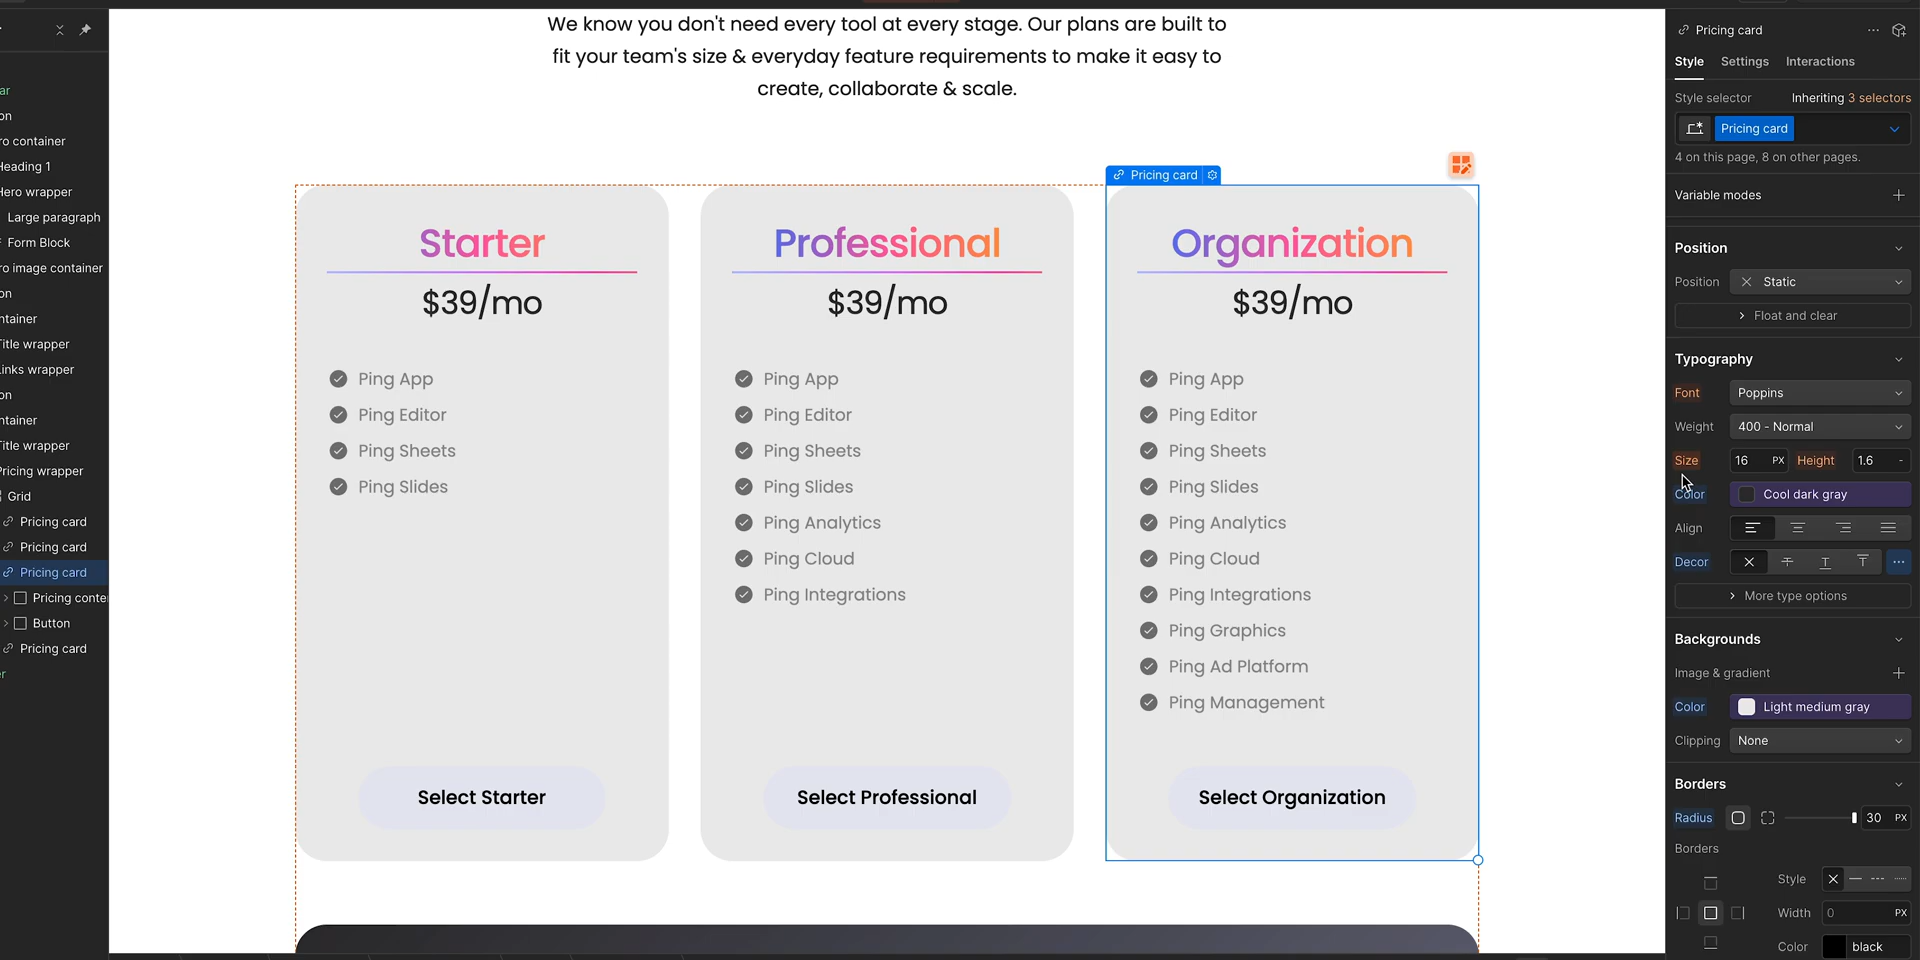 We know you don't need every tool at every stage. Our plans are built to
fit your team's size & everyday feature requirements to make it easy to
create, collaborate & scale.
ar
on
ro container
Heading 1
Hero wrapper
Large paragraph
Form Block
ro image container
on
ntainer
Title wrapper
Links wrapper
on
ntainer
Title wrapper
Pricing wrapper
Grid
Pricing card
Pricing card
Pricing card
Pricing conte
Button
Pricing card
er
Pricing card
Starter
$39/mo
Ping App
Ping Editor
Ping Sheets
Ping Slides
Select Starter
Professional
$39/mo
Ping App
Ping Editor
Ping Sheets
Ping Slides
Ping Analytics
Ping Cloud
Ping Integrations
Select Professional
Organization
$39/mo
Ping App
Ping Editor
Ping Sheets
Ping Slides
Ping Analytics
Ping Cloud
Ping Integrations
Ping Graphics
Ping Ad Platform
Ping Management
Select Organization
Pricing card
Style Settings Interactions
Style selector Inheriting 3 selectors
Pricing card
4 on this page, 8 on other pages.
Variable modes
Position
Position Static
Float and clear
Typography
Font Poppins
Weight 400 - Normal
Size 16 PX Height 1.6 -
Color Cool dark gray
Align
Decor
More type options
Backgrounds
Image & gradient
Color Light medium gray
Clipping None
Borders
Radius 30 PX
Borders
Style
Width 0 PX
Color black